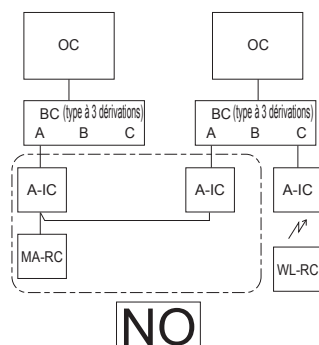 OC OC
BC (type à 3 dérivations) BC (type à 3 dérivations)
A B C A B C
A-IC A-IC A-IC
MA-RC WL-RC
NO